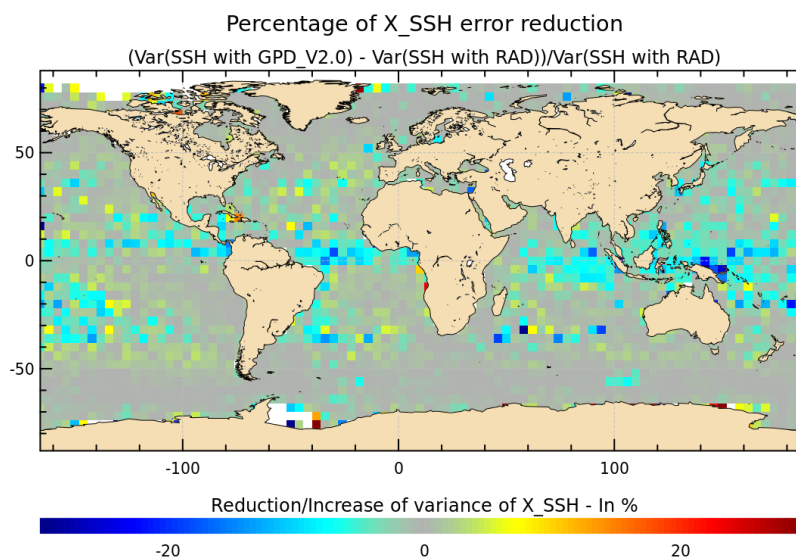 Percentage of X_SSH error reduction
(Var(SSH with GPD_V2.0) - Var(SSH with RAD))/Var(SSH with RAD)
50
0
-50
-100 0 100
Reduction/Increase of variance of X_SSH - In %
-20 0 20